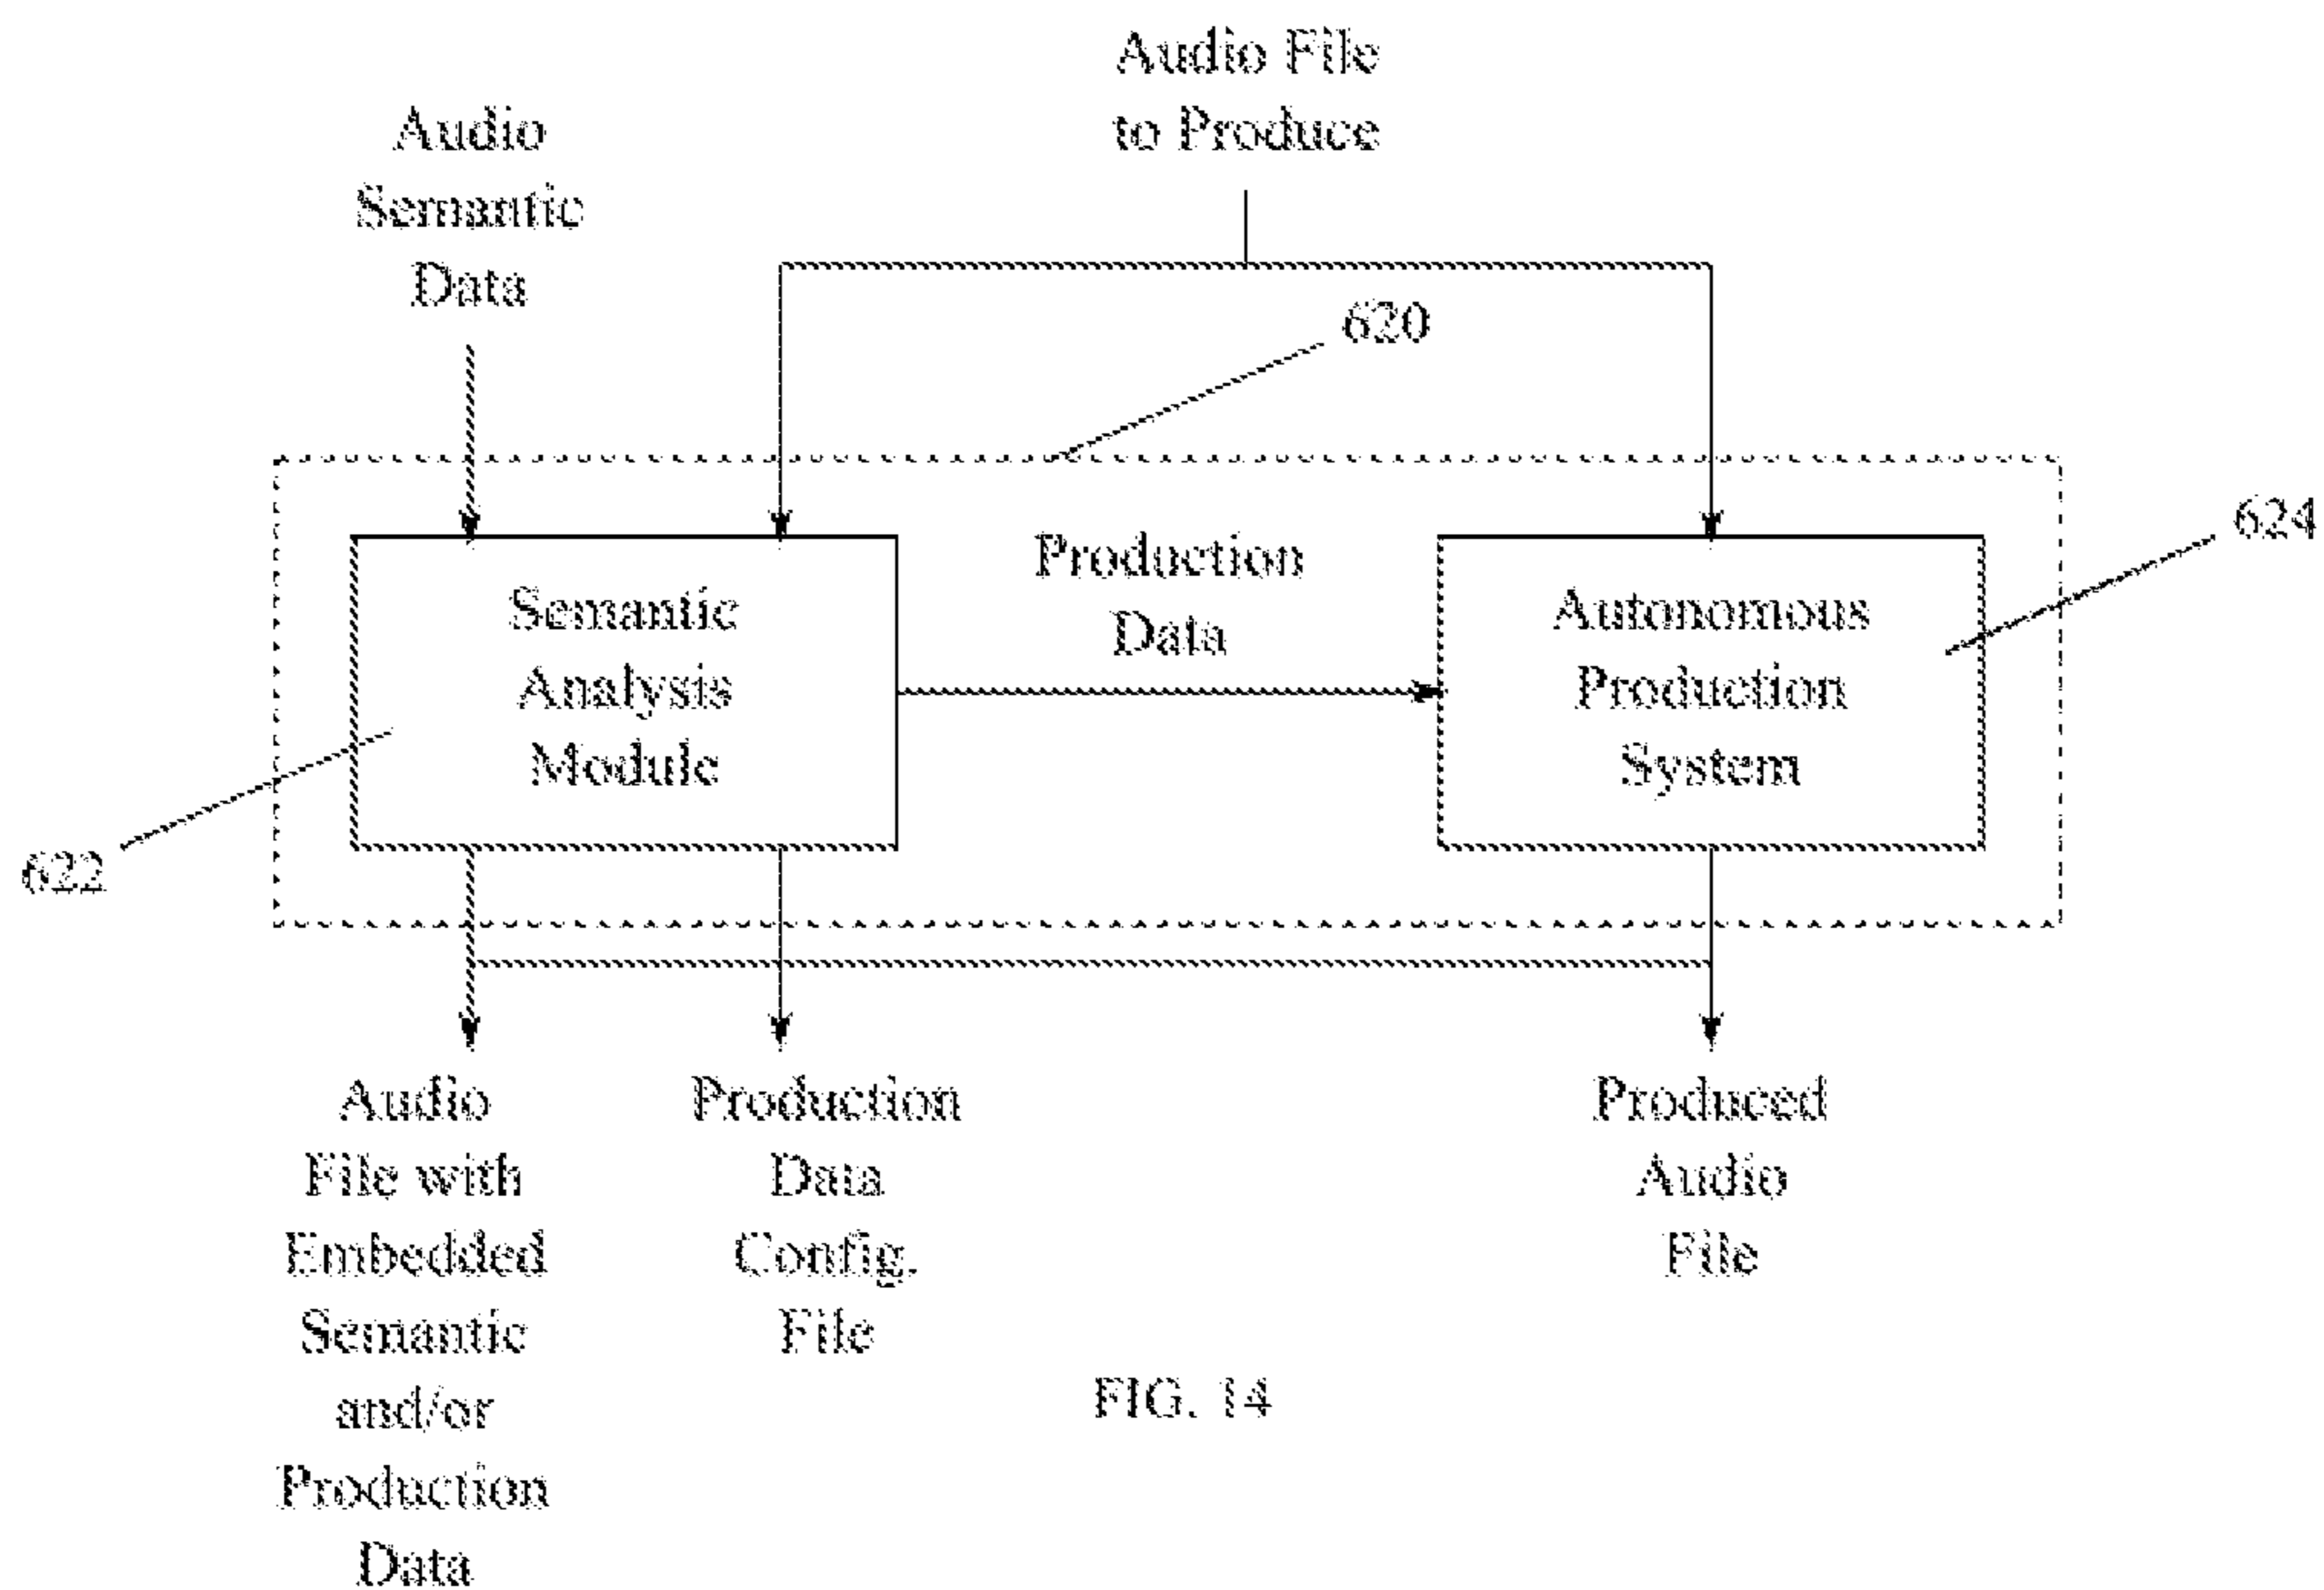 Audio File
to Produce
Audio
Semantic
Data
620
624
Production
Data
Semantic
Analysis
Module
Autonomous
Production
System
622
Audio
File with
Embedded
Semantic
and/or
Production
Data
Production
Data
Config.
File
Produced
Audio
File
FIG. 14